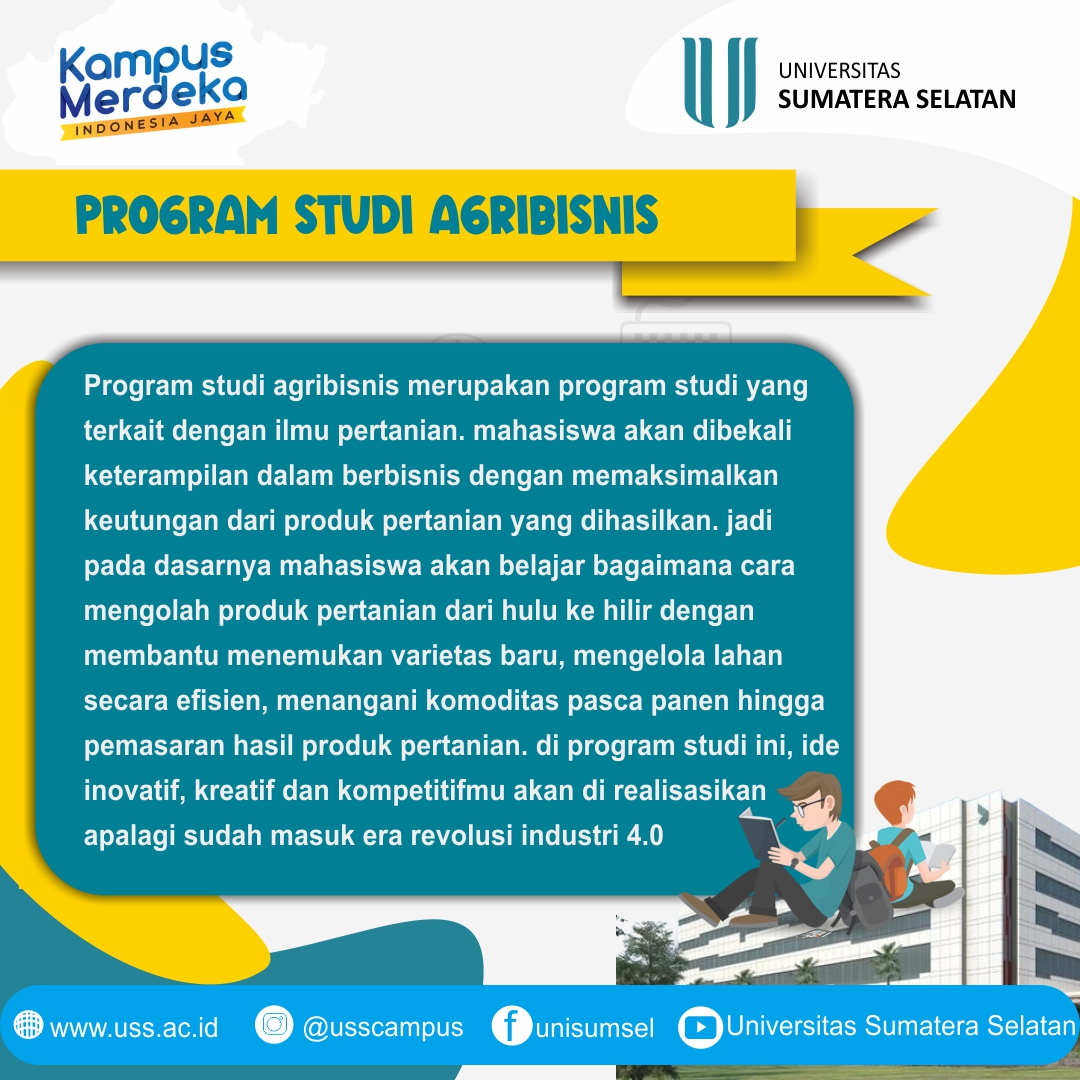 Kampus
Merdeka
INDONESIA JAYA
UNIVERSITAS
SUMATERA SELATAN
PROGRAM STUDI AGRIBISNIS
Program studi agribisnis merupakan program studi yang
terkait dengan ilmu pertanian. mahasiswa akan dibekali
keterampilan dalam berbisnis dengan memaksimalkan
keutungan dari produk pertanian yang dihasilkan. jadi
pada dasarnya mahasiswa akan belajar bagaimana cara
mengolah produk pertanian dari hulu ke hilir dengan
membantu menemukan varietas baru, mengelola lahan
secara efisien, menangani komoditas pasca panen hingga
pemasaran hasil produk pertanian. di program studi ini, ide
inovatif, kreatif dan kompetitifmu akan di realisasikan
apalagi sudah masuk era revolusi industri 4.0
www.uss.ac.id
@usscampus
unisumsel
Universitas Sumatera Selatan